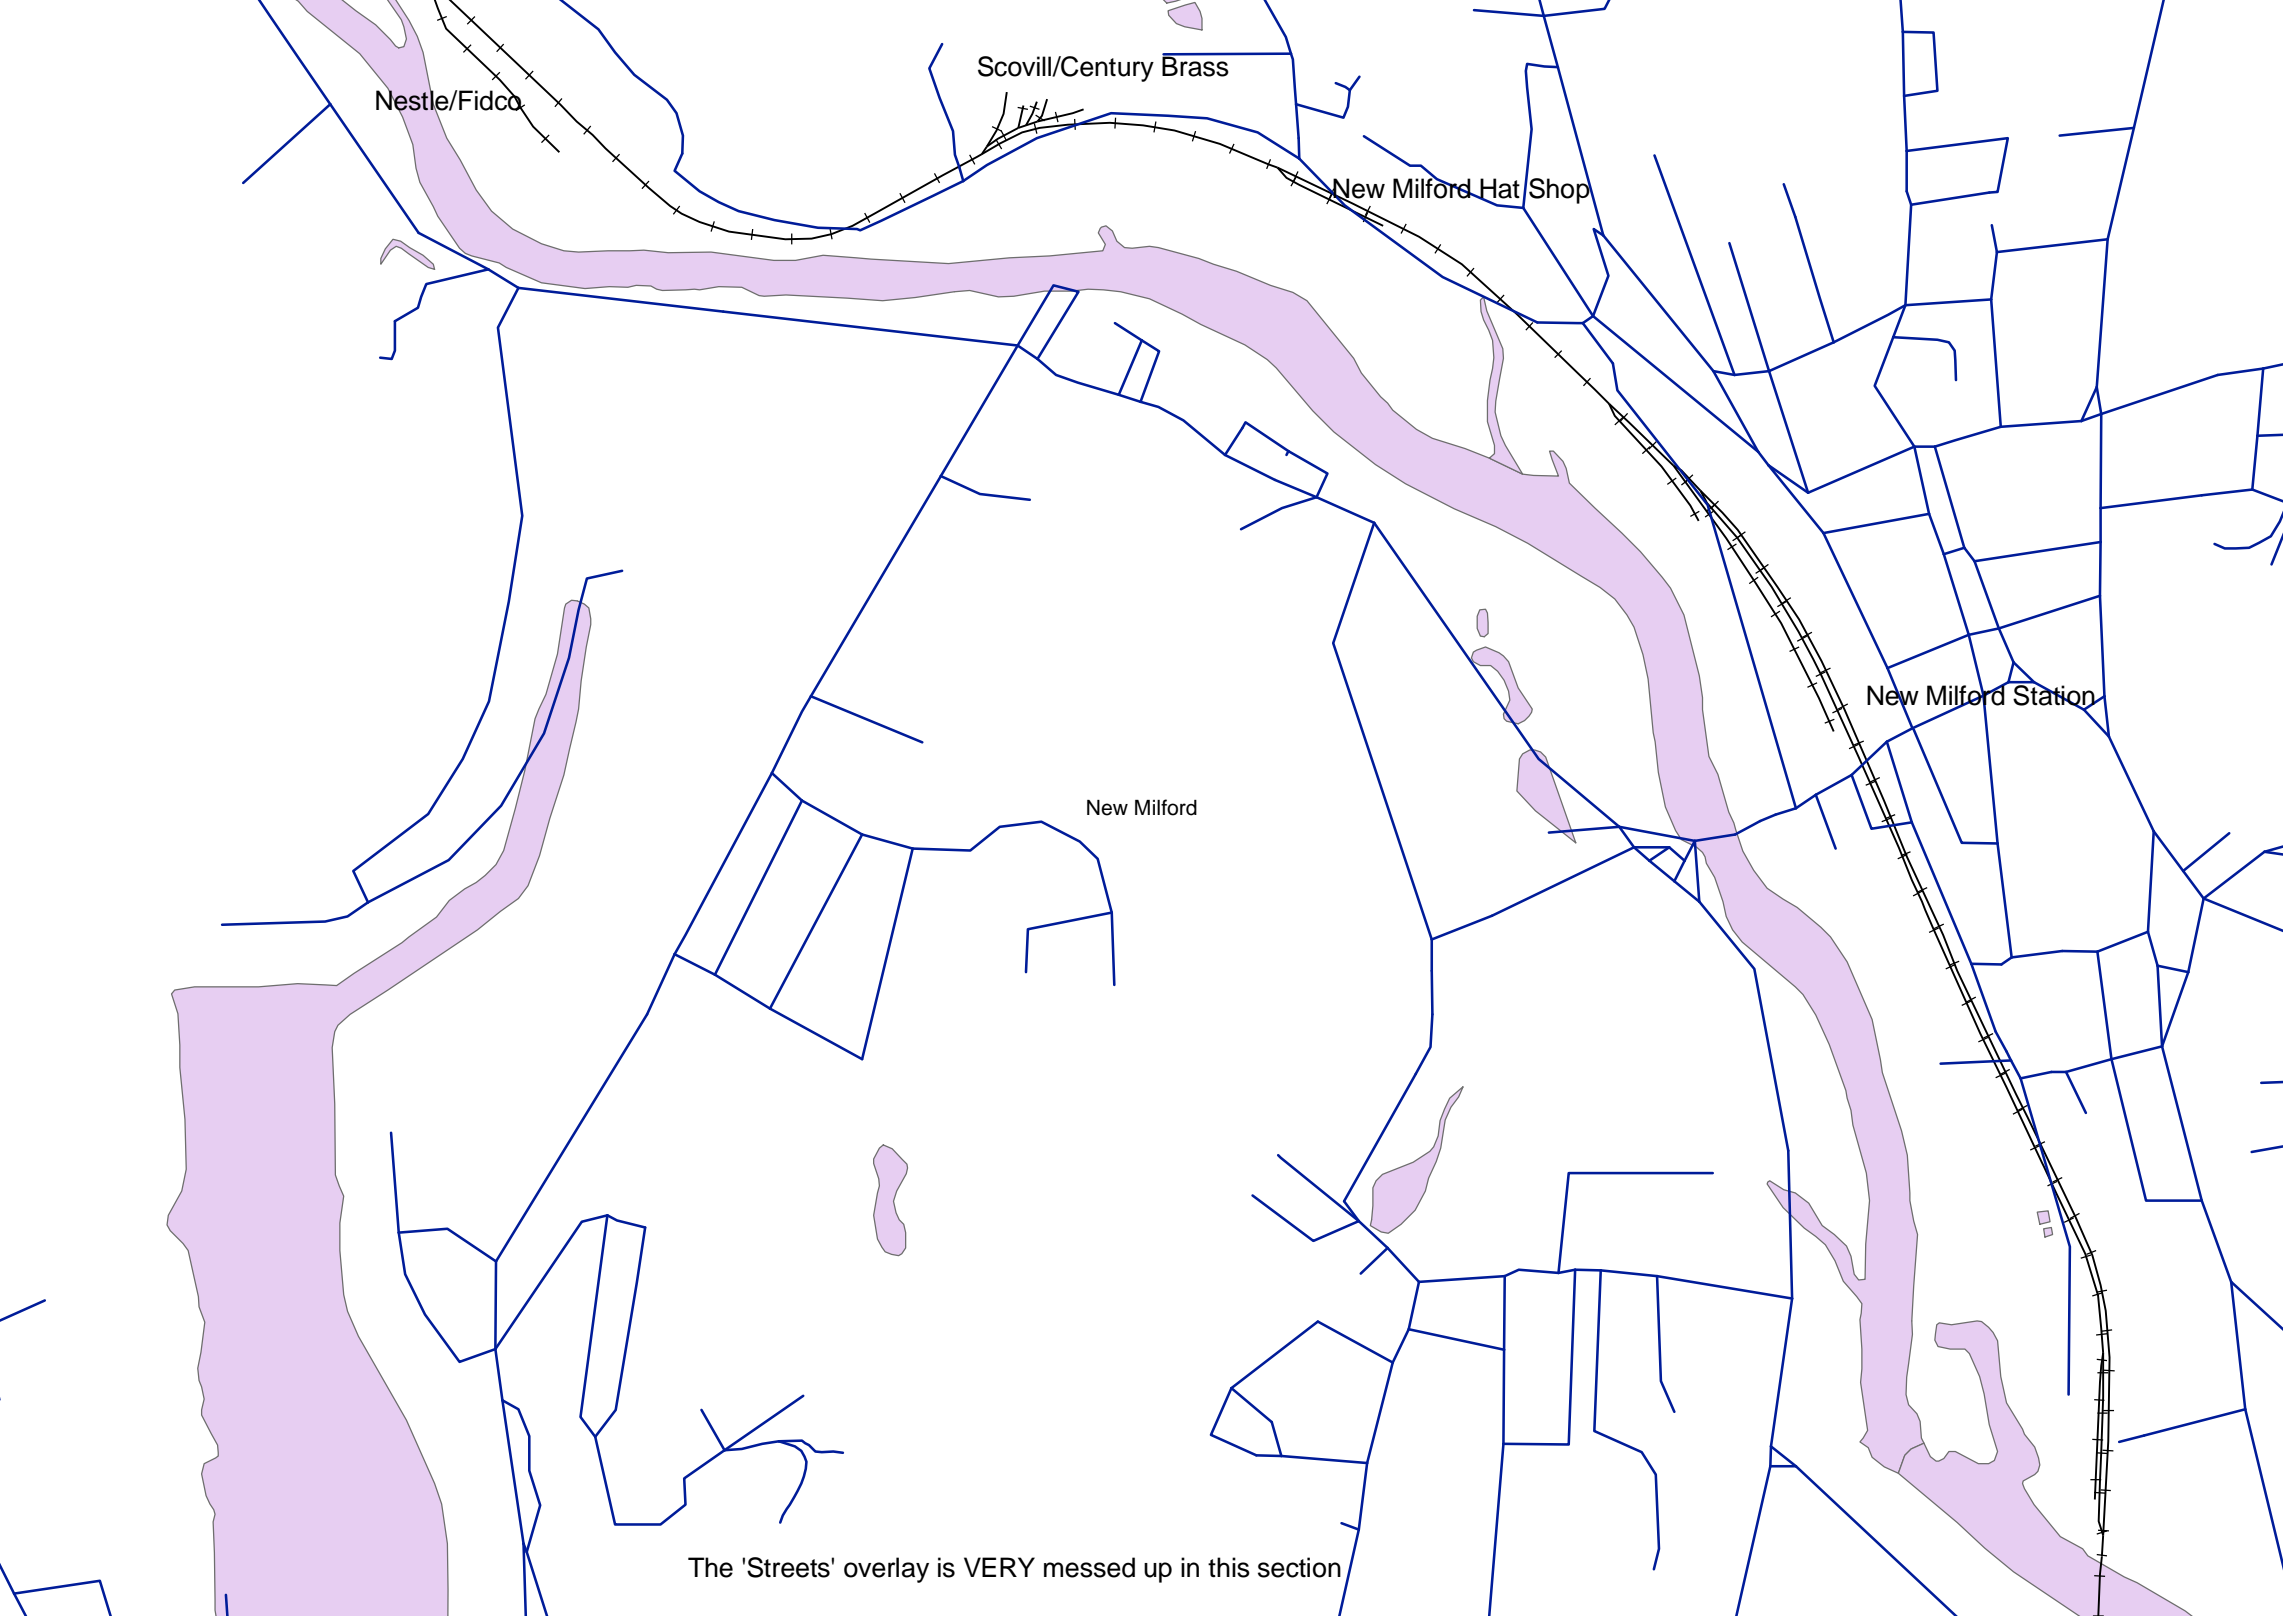 Scovill/Century Brass
Nestle/Fidco
New Milford Hat Shop
New Milford Station
New Milford
The 'Streets' overlay is VERY messed up in this section